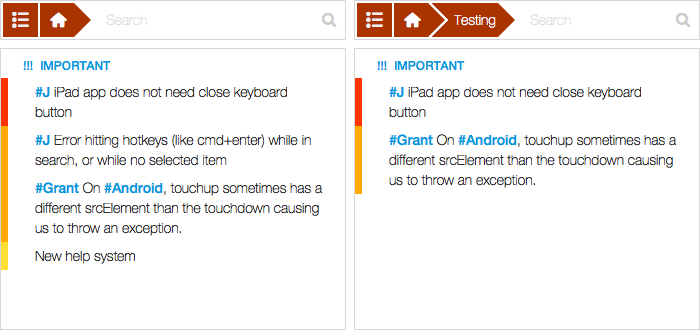 Search
!!! IMPORTANT
#J iPad app does not need close keyboard
button
#J Error hitting hotkeys (like cmd+enter) while in
search, or while no selected item
#Grant On #Android, touchup sometimes has a
different srcElement than the touchdown causing
us to throw an exception.
New help system
Testing
Search
!!! IMPORTANT
#J iPad app does not need close keyboard
button
#Grant On #Android, touchup sometimes has a
different srcElement than the touchdown causing
us to throw an exception.